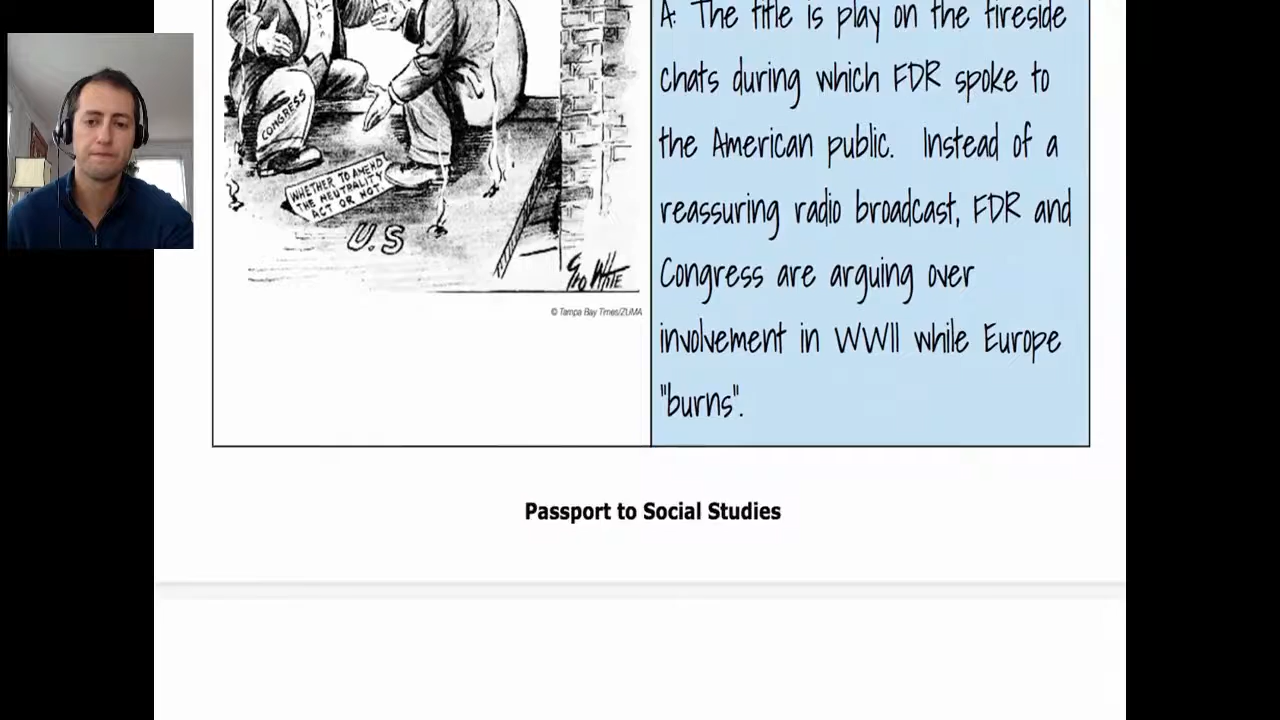 A: The title is play on the fireside
chats during which FDR spoke to
the American public. Instead of a
reassuring radio broadcast, FDR and
Congress are arguing over
involvement in WWII while Europe
"burns".
CONGRESS
WHETHER TO AMEND
THE NEUTRALITY
ACT OR NOT.
U.S
Geo White
© Tampa Bay Times/ZUMA
Passport to Social Studies